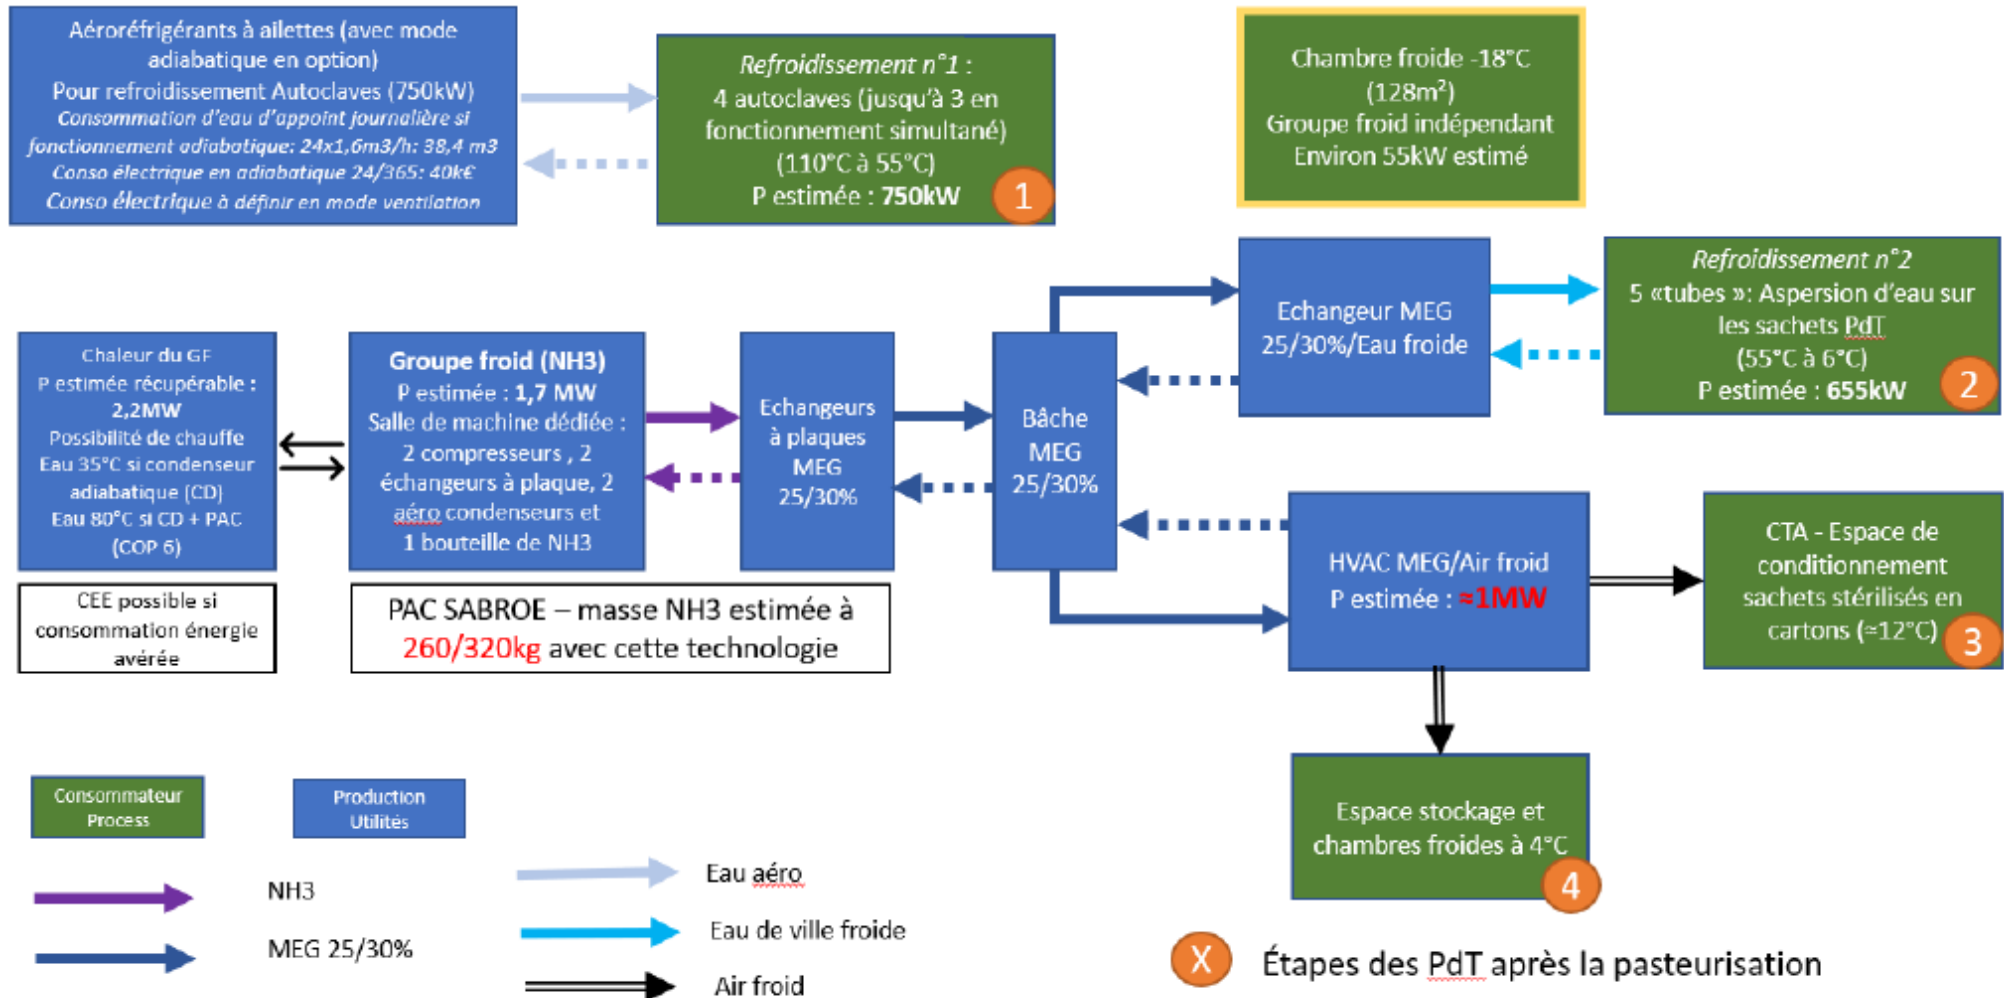 Aéroréfrigérants à ailettes (avec mode
adiabatique en option)
Pour refroidissement Autoclaves (750kW)
Consommation d'eau d'appoint journalière si
fonctionnement adiabatique: 24x1,6m3/h: 38,4 m3
Conso électrique en adiabatique 24/365: 40k€
Conso électrique à définir en mode ventilation
Refroidissement n°1 :
4 autoclaves (jusqu'à 3 en
fonctionnement simultané)
(110°C à 55°C)
P estimée : 750kW
1
Chambre froide -18°C
(128m²)
Groupe froid indépendant
Environ 55kW estimé
Chaleur du GF
P estimée récupérable :
2,2MW
Possibilité de chauffe
Eau 35°C si condenseur
adiabatique (CD)
Eau 80°C si CD + PAC
(COP 6)
CEE possible si
consommation énergie
avérée
Groupe froid (NH3)
P estimée : 1,7 MW
Salle de machine dédiée :
2 compresseurs , 2
échangeurs à plaque, 2
aéro condenseurs et
1 bouteille de NH3
PAC SABROE – masse NH3 estimée à
260/320kg avec cette technologie
Echangeurs
à plaques
MEG
25/30%
Bâche
MEG
25/30%
Echangeur MEG
25/30%/Eau froide
Refroidissement n°2
5 «tubes »: Aspersion d'eau sur
les sachets PdT
(55°C à 6°C)
P estimée : 655kW
2
HVAC MEG/Air froid
P estimée : ≈1MW
CTA - Espace de
conditionnement
sachets stérilisés en
cartons (≈12°C)
3
Espace stockage et
chambres froides à 4°C
4
Consommateur
Process
Production
Utilités
NH3
MEG 25/30%
Eau aéro
Eau de ville froide
Air froid
X
Étapes des PdT après la pasteurisation